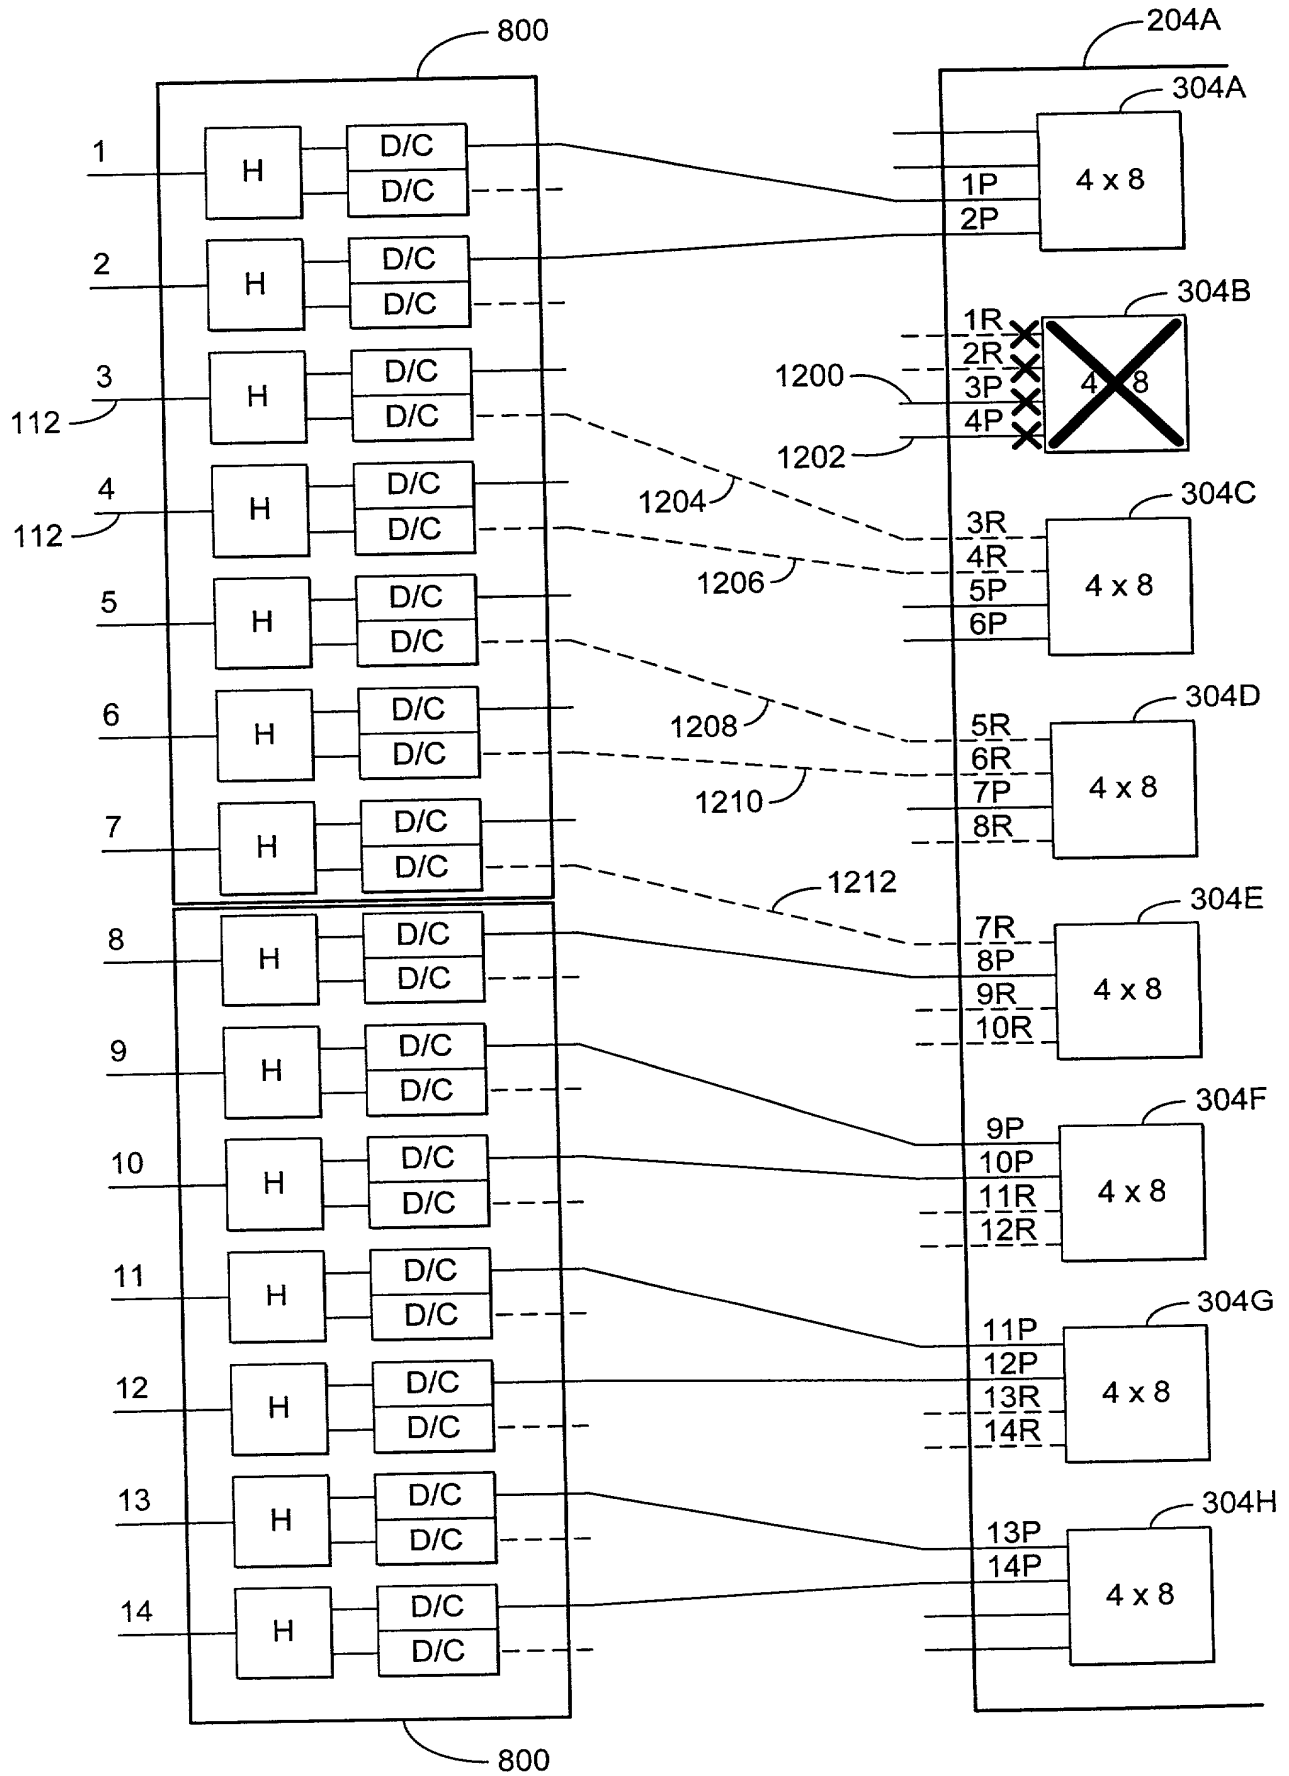 800
204A
304A
1
H
D/C
D/C
1P
2P
4 x 8
2
H
D/C
D/C
304B
1R
2R
3P
4P
4 8
1200
1202
3
112
H
D/C
D/C
4
112
H
D/C
D/C
1204
1206
304C
3R
4R
5P
6P
4 x 8
5
H
D/C
D/C
6
H
D/C
D/C
1208
1210
304D
5R
6R
7P
8R
4 x 8
7
H
D/C
D/C
1212
304E
7R
8P
9R
10R
4 x 8
8
H
D/C
D/C
9
H
D/C
D/C
304F
9P
10P
11R
12R
4 x 8
10
H
D/C
D/C
11
H
D/C
D/C
304G
11P
12P
13R
14R
4 x 8
12
H
D/C
D/C
13
H
D/C
D/C
304H
13P
14P
4 x 8
14
H
D/C
D/C
800